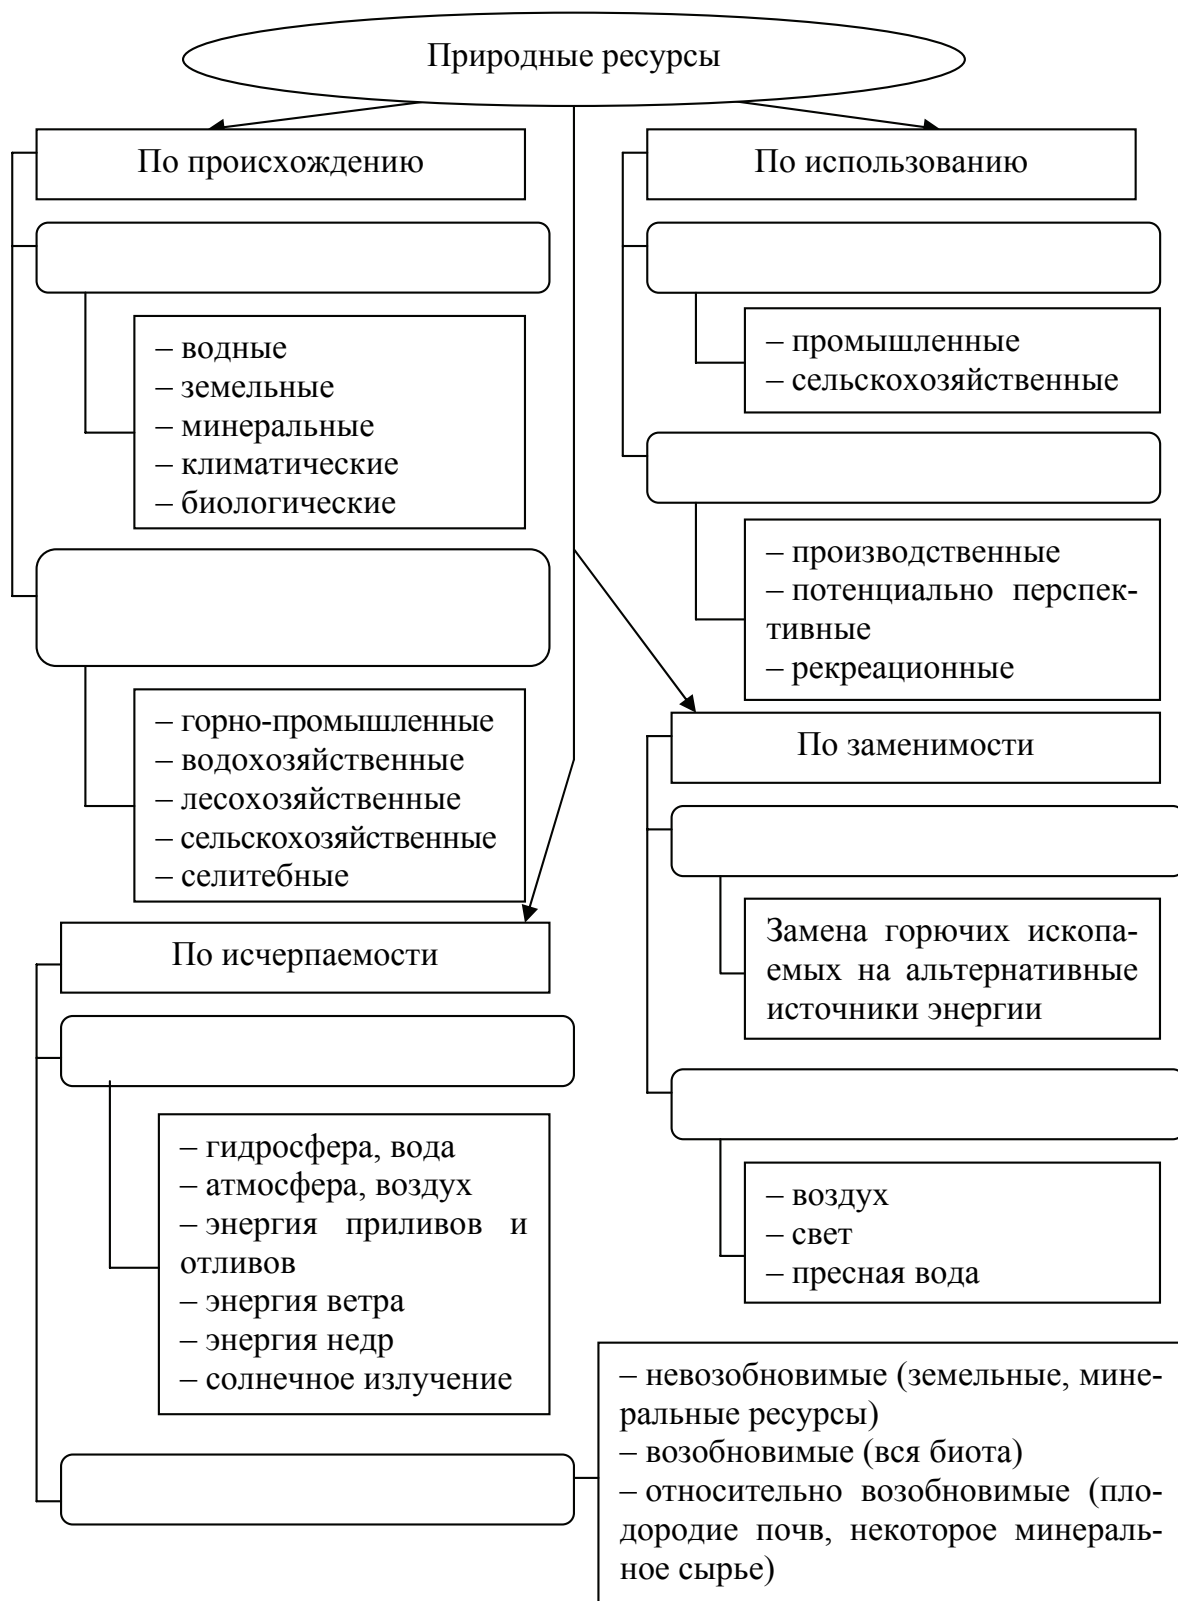 Природные ресурсы
По происхождению
– водные
– земельные
– минеральные
– климатические
– биологические
– горно-промышленные
– водохозяйственные
– лесохозяйственные
– сельскохозяйственные
– селитебные
По использованию
– промышленные
– сельскохозяйственные
– производственные
– потенциально перспек-
тивные
– рекреационные
По заменимости
Замена горючих ископа-
емых на альтернативные
источники энергии
– воздух
– свет
– пресная вода
По исчерпаемости
– гидросфера, вода
– атмосфера, воздух
– энергия приливов и
отливов
– энергия ветра
– энергия недр
– солнечное излучение
– невозобновимые (земельные, мине-
ральные ресурсы)
– возобновимые (вся биота)
– относительно возобновимые (пло-
дородие почв, некоторое минераль-
ное сырье)